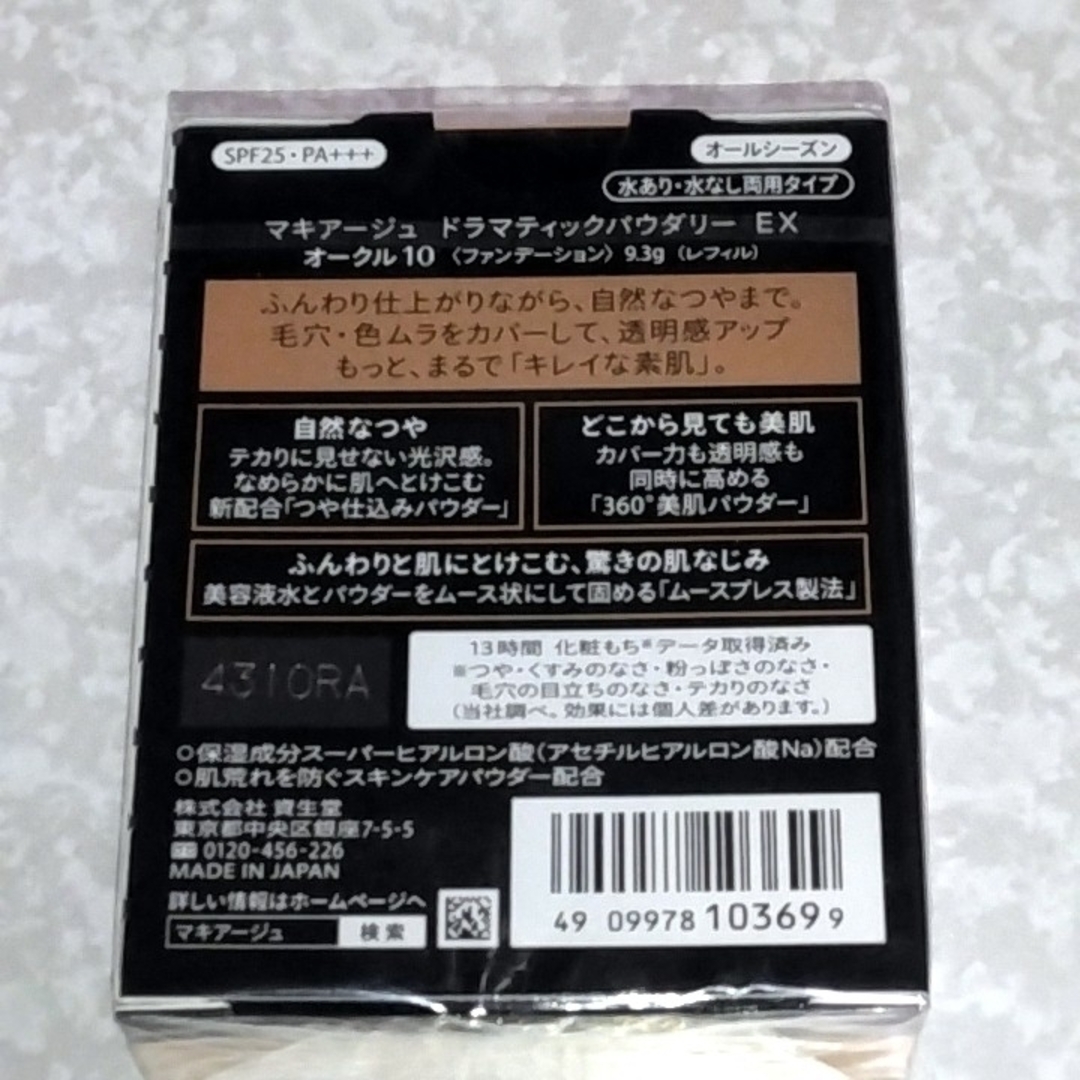 SPF25・PA+++
オールシーズン
水あり・水なし両用タイプ
マキアージュ ドラマティックパウダリー EX
オークル10 〈ファンデーション〉 9.3g (レフィル)
ふんわり仕上がりながら、自然なつやまで。
毛穴・色ムラをカバーして、透明感アップ
もっと、まるで「キレイな素肌」。
自然なつや
テカリに見せない光沢感。
なめらかに肌へとけこむ
新配合「つや仕込みパウダー」
どこから見ても美肌
カバー力も透明感も
同時に高める
「360°美肌パウダー」
ふんわりと肌にとけこむ、驚きの肌なじみ
美容液水とパウダーをムース状にして固める「ムースプレス製法」
4310RA
13時間 化粧もち※データ取得済み
※つや・くすみのなさ・粉っぽさのなさ・
毛穴の目立ちのなさ・テカリのなさ
(当社調べ。効果には個人差があります。)
○保湿成分スーパーヒアルロン酸(アセチルヒアルロン酸Na)配合
○肌荒れを防ぐスキンケアパウダー配合
株式会社 資生堂
東京都中央区銀座7-5-5
0120-456-226
MADE IN JAPAN
詳しい情報はホームページへ
マキアージュ 検索
49 09978 103699